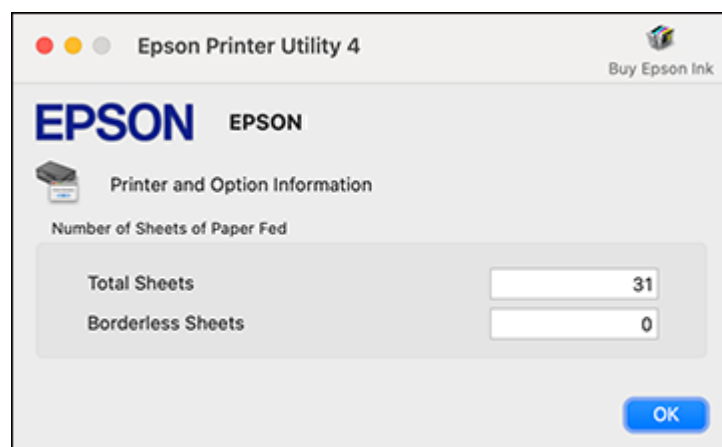 Epson Printer Utility 4
Buy Epson Ink
EPSON EPSON
Printer and Option Information
Number of Sheets of Paper Fed
Total Sheets 31
Borderless Sheets 0
OK